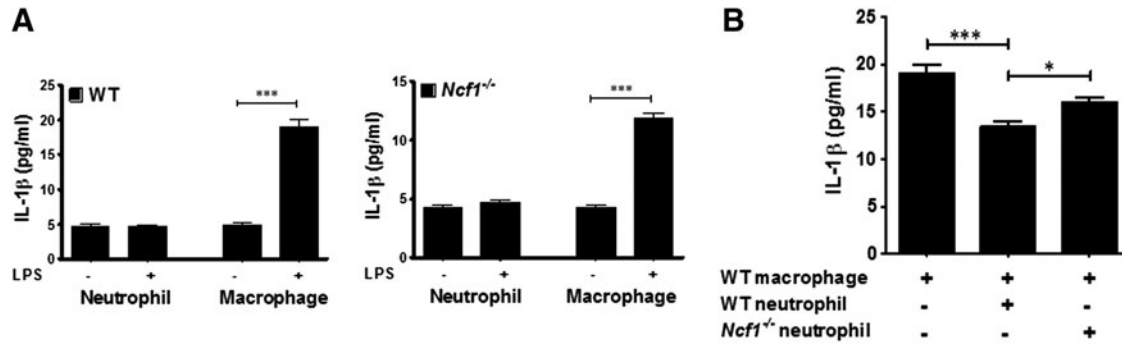 A
WT
IL-1β (pg/ml)
25
20
15
10
5
0
***
LPS
- + - +
Neutrophil Macrophage
Ncf1-/-
IL-1β (pg/ml)
15
10
5
0
***
LPS
- + - +
Neutrophil Macrophage
B
IL-1β (pg/ml)
25
20
15
10
5
0
***
*
WT macrophage + + +
WT neutrophil - + -
Ncf1-/- neutrophil - - +